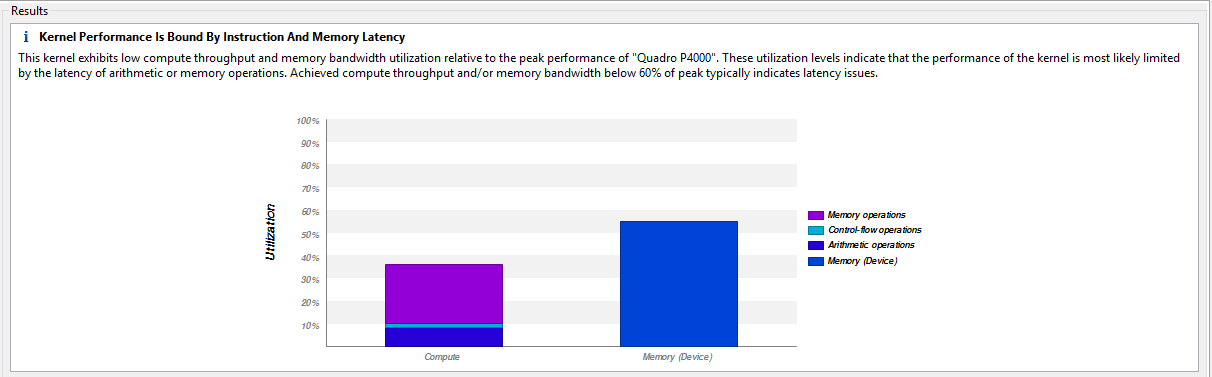 Results
i Kernel Performance Is Bound By Instruction And Memory Latency
This kernel exhibits low compute throughput and memory bandwidth utilization relative to the peak performance of "Quadro P4000". These utilization levels indicate that the performance of the kernel is most likely limited
by the latency of arithmetic or memory operations. Achieved compute throughput and/or memory bandwidth below 60% of peak typically indicates latency issues.
100%
90%
80%
70%
60%
50%
40%
30%
20%
10%
Utilization
Compute
Memory (Device)
Memory operations
Control-flow operations
Arithmetic operations
Memory (Device)